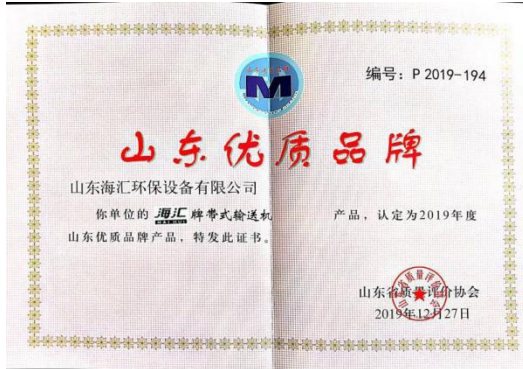 编号：P 2019-194
M
山东优质品牌
山东海汇环保设备有限公司
你单位的 海汇 牌带式输送机 产品，认定为2019年度
HAI HUI
山东优质品牌产品，特发此证书。
山东省质量评价协会
2019年12月27日